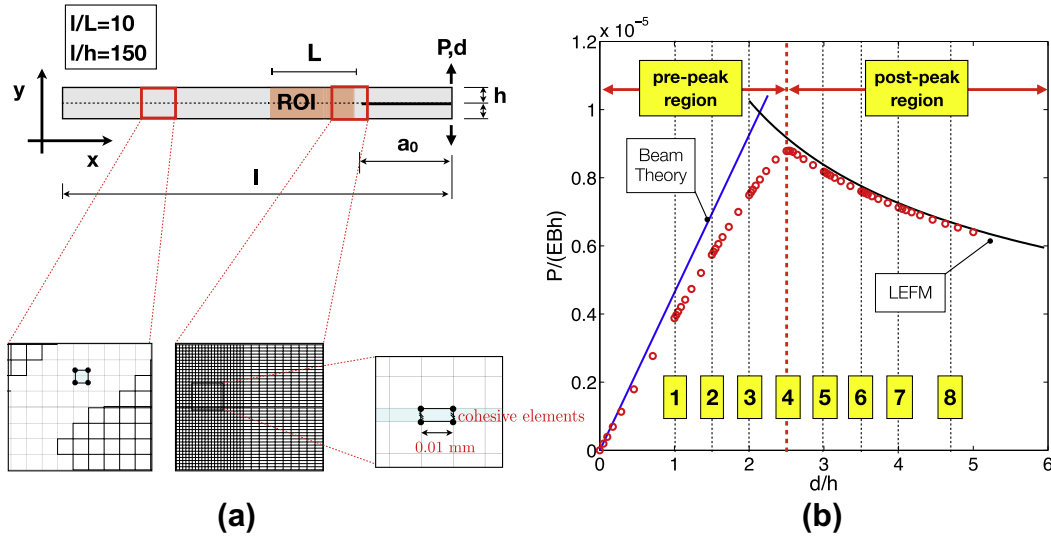 l/L=10
l/h=150
y
x
L
ROI
P,d
h
a₀
l
cohesive elements
0.01 mm
(a)
x 10⁻⁵
1.2
1
0.8
0.6
0.4
0.2
0
P/(EBh)
pre-peak
region
post-peak
region
Beam
Theory
LEFM
1
2
3
4
5
6
7
8
0
1
2
3
4
5
6
d/h
(b)